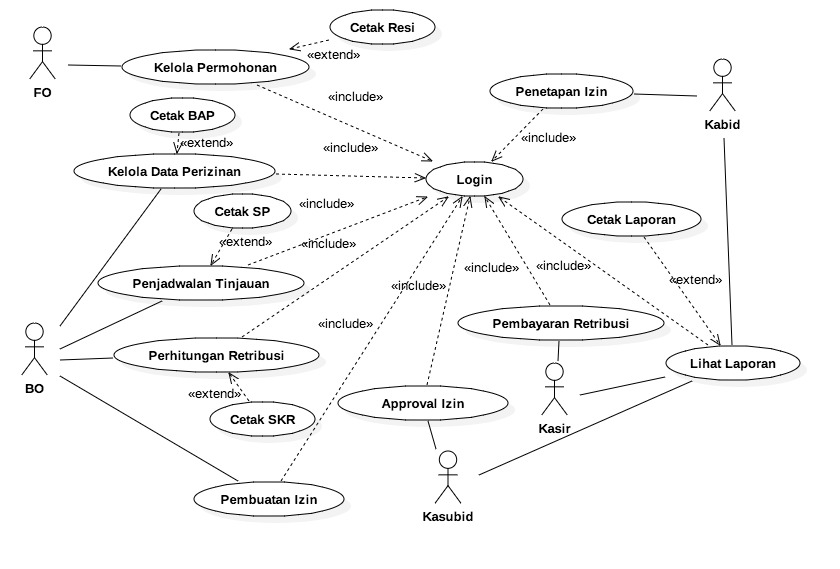 Cetak Resi
«extend»
Kelola Permohonan
FO
Penetapan Izin
Kabid
«include»
Cetak BAP
«extend»
«include»
«include»
Kelola Data Perizinan
Login
Cetak SP
«include»
Cetak Laporan
«extend»
«include»
«include»
«include»
«extend»
Penjadwalan Tinjauan
«include»
«include»
Pembayaran Retribusi
Perhitungan Retribusi
Lihat Laporan
BO
«extend»
Approval Izin
Cetak SKR
Kasir
Pembuatan Izin
Kasubid